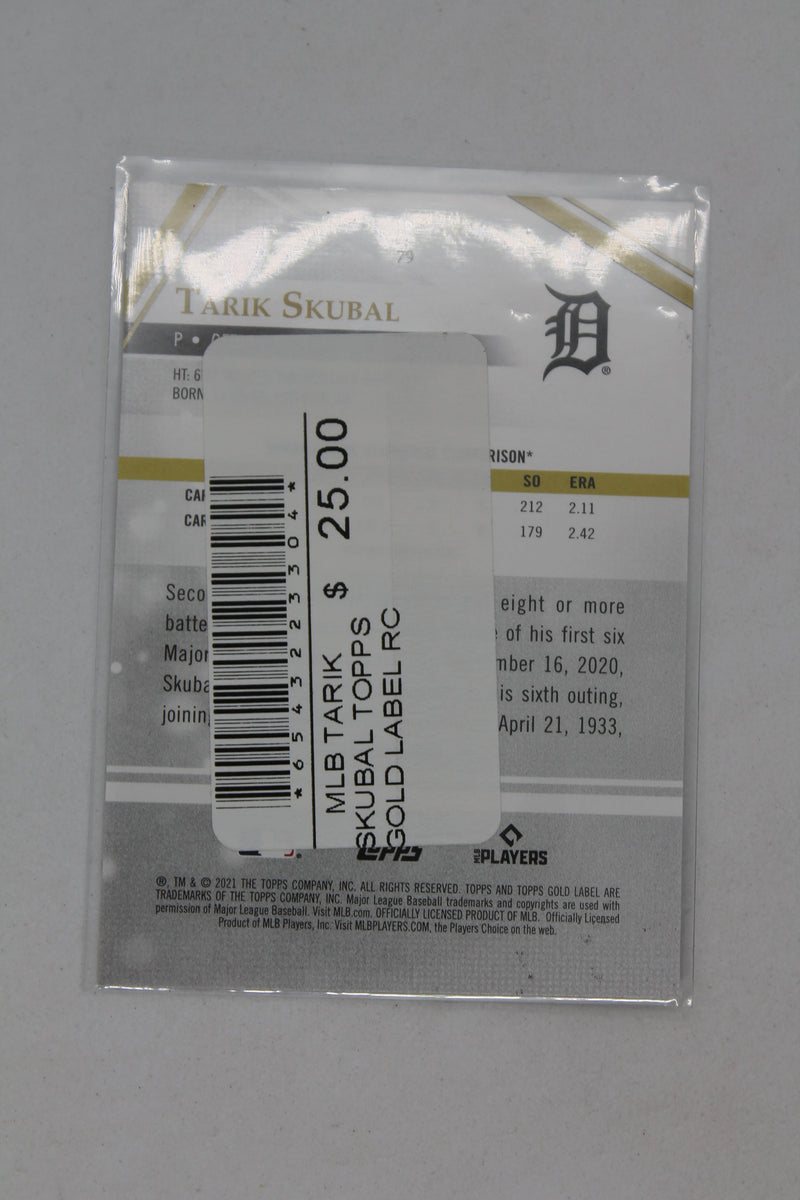 79
TARIK SKUBAL
P •
D
®
HT: 6
BORN
RISON*
SO ERA
CAR 212 2.11
CAR 179 2.42
Seco eight or more
batte of his first six
Major mber 16, 2020,
Skuba is sixth outing,
joining April 21, 1933,
*654323223304*
$ 25.00
MLB TARIK
SKUBAL TOPPS
GOLD LABEL RC
topps
MLB PLAYERS
®, TM & © 2021 THE TOPPS COMPANY, INC. ALL RIGHTS RESERVED. TOPPS AND TOPPS GOLD LABEL ARE
TRADEMARKS OF THE TOPPS COMPANY, INC. Major League Baseball trademarks and copyrights are used with
permission of Major League Baseball. Visit MLB.com. OFFICIALLY LICENSED PRODUCT OF MLB. Officially Licensed
Product of MLB Players, Inc. Visit MLBPLAYERS.COM, the Players Choice on the web.